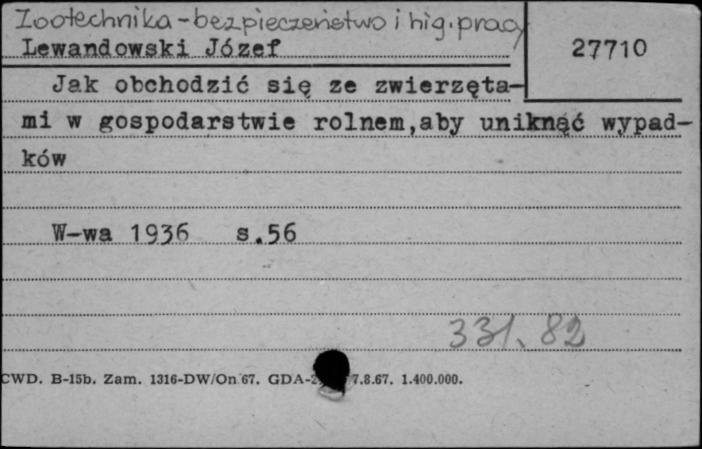 Zootechnika - bezpieczeństwo i hig. pracy
Lewandowski Józef
27710
Jak obchodzić się ze zwierzęta-
mi w gospodarstwie rolnem,aby uniknąć wypad-
ków
W-wa 1936 s.56
331.82
CWD. B-15b. Zam. 1316-DW/On 67. GDA-2 7.8.67. 1.400.000.